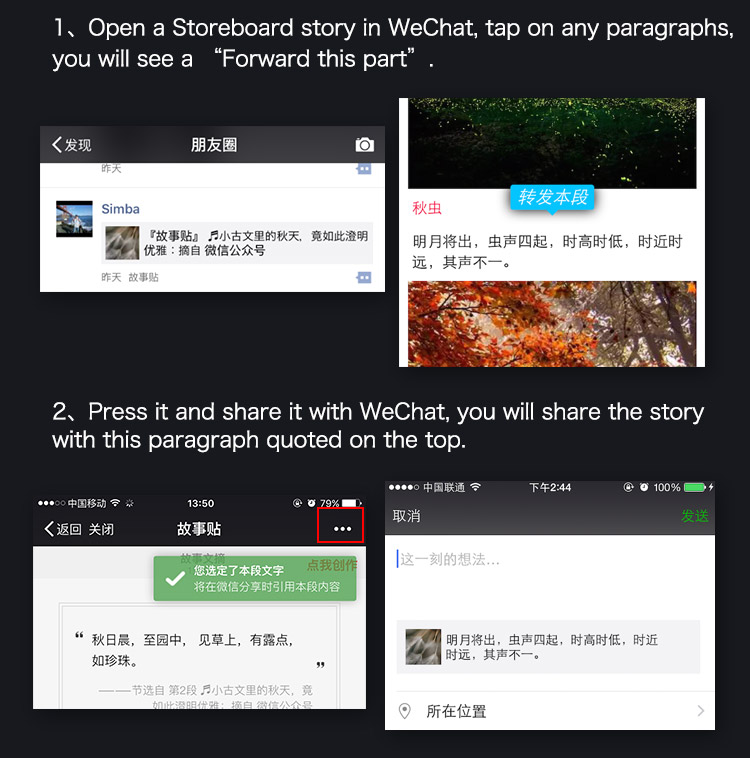 1、Open a Storeboard story in WeChat, tap on any paragraphs,
you will see a “Forward this part”.
发现
朋友圈
昨天
Simba
『故事贴』 🎵小古文里的秋天，竟如此澄明
优雅：摘自 微信公众号
昨天 故事贴
转发本段
秋虫
明月将出，虫声四起，时高时低，时近时
远，其声不一。
2、Press it and share it with WeChat, you will share the story
with this paragraph quoted on the top.
中国移动
13:50
79%
返回 关闭
故事贴
故事文摘
点我创作
您选定了本段文字
将在微信分享时引用本段内容
“ 秋日晨，至园中， 见草上，有露点，
如珍珠。 ”
——节选自 第2段 🎵小古文里的秋天，竟
如此澄明优雅：摘自 微信公众号
中国联通
下午2:44
100%
取消
发送
这一刻的想法...
明月将出，虫声四起，时高时低，时近
时远，其声不一。
所在位置